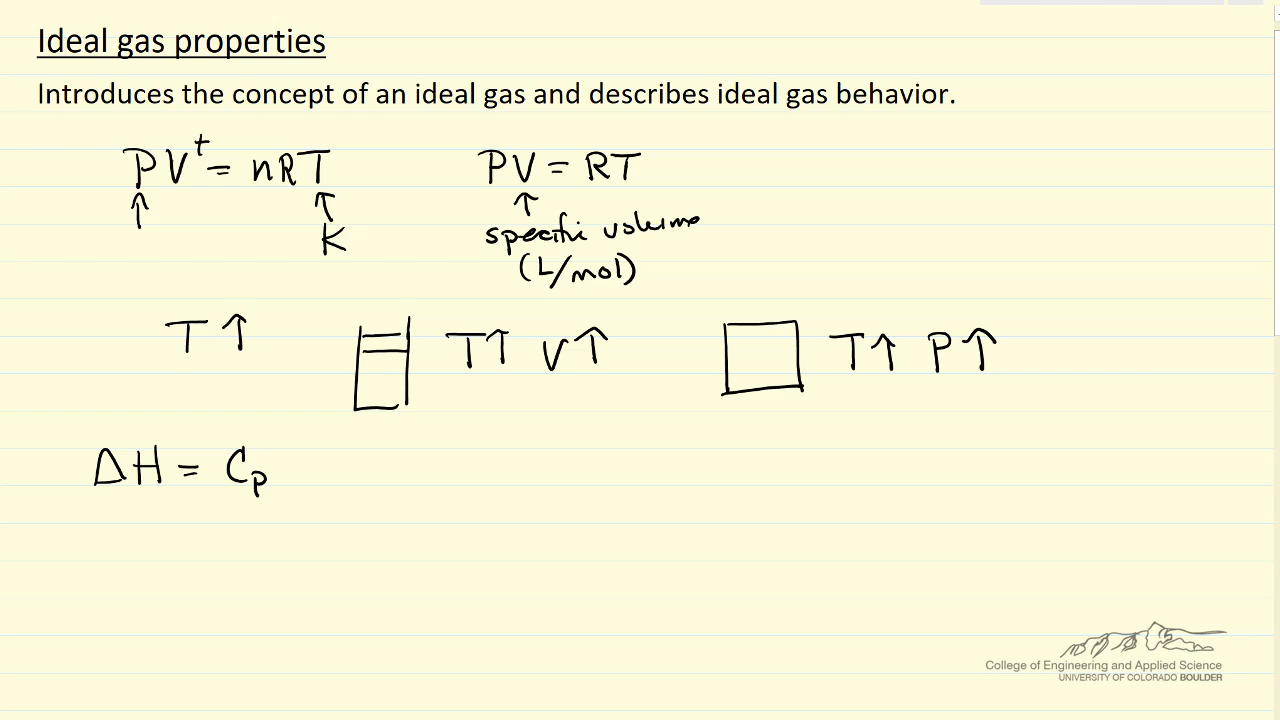 Ideal gas properties
Introduces the concept of an ideal gas and describes ideal gas behavior.
PVᵗ = nRT PV = RT
↑ ↑ ↑
K specific volume
(L/mol)
T↑ T↑ V↑ T↑ P↑
ΔH = Cₚ
College of Engineering and Applied Science
UNIVERSITY OF COLORADO BOULDER